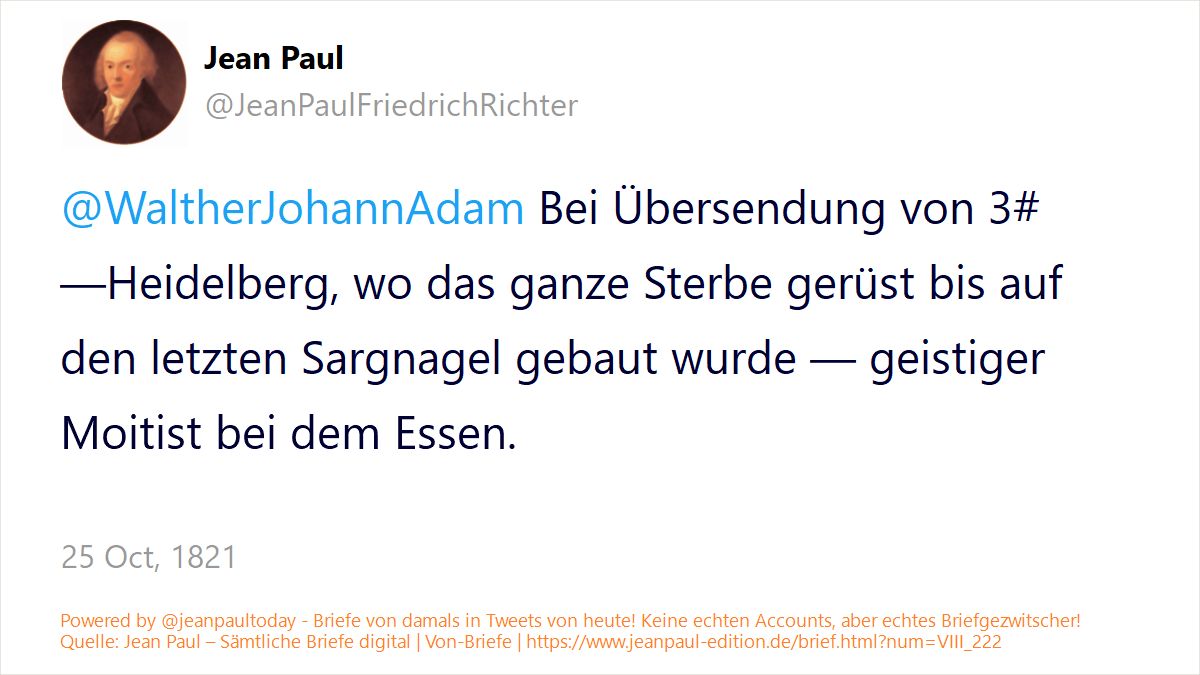 Jean Paul
@JeanPaulFriedrichRichter
@WaltherJohannAdam Bei Übersendung von 3#
—Heidelberg, wo das ganze Sterbe gerüst bis auf
den letzten Sargnagel gebaut wurde — geistiger
Moitist bei dem Essen.
25 Oct, 1821
Powered by @jeanpaultoday - Briefe von damals in Tweets von heute! Keine echten Accounts, aber echtes Briefgezwitscher!
Quelle: Jean Paul – Sämtliche Briefe digital | Von-Briefe | https://www.jeanpaul-edition.de/brief.html?num=VIII_222